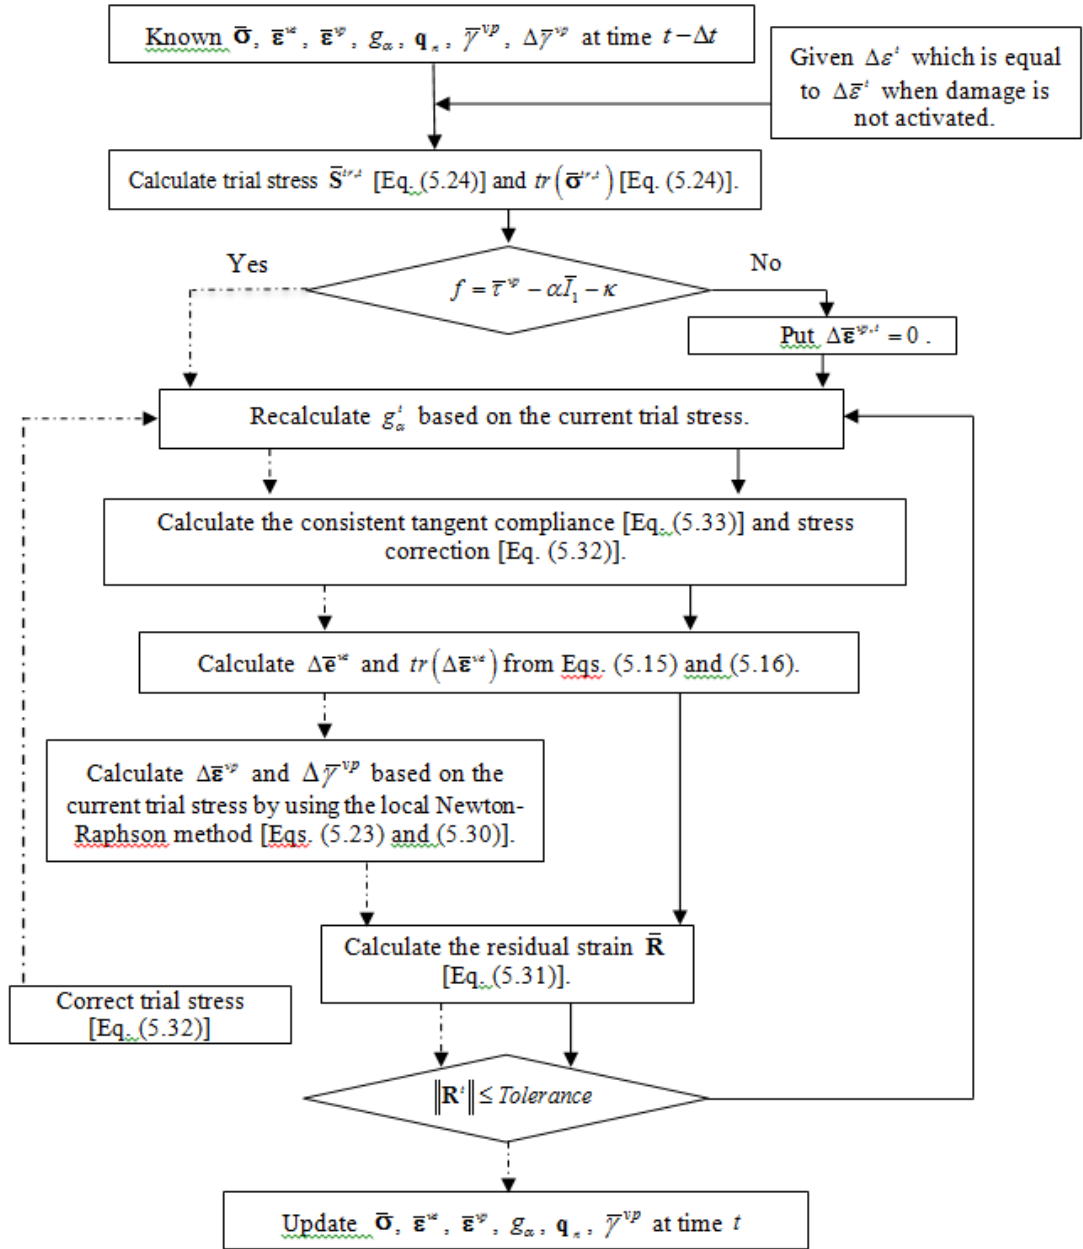 Known σ̄, ε̄^ve, ε̄^vp, g_α, q_n, γ̄^vp, Δγ̄^vp at time t−Δt
Given Δε^t which is equal
to Δε̄^t when damage is
not activated.
Calculate trial stress S̄^tr,t [Eq. (5.24)] and tr(σ̄^tr,t) [Eq. (5.24)].
Yes
No
f = τ̄^vp − αĪ₁ − κ
Put Δε̄^vp,t = 0 .
Recalculate g_α^t based on the current trial stress.
Calculate the consistent tangent compliance [Eq. (5.33)] and stress
correction [Eq. (5.32)].
Calculate Δē^ve and tr(Δε̄^ve) from Eqs. (5.15) and (5.16).
Calculate Δε̄^vp and Δγ̄^vp based on the
current trial stress by using the local Newton-
Raphson method [Eqs. (5.23) and (5.30)].
Calculate the residual strain R̄
[Eq. (5.31)].
Correct trial stress
[Eq. (5.32)]
‖R^t‖ ≤ Tolerance
Update σ̄, ε̄^ve, ε̄^vp, g_α, q_n, γ̄^vp at time t